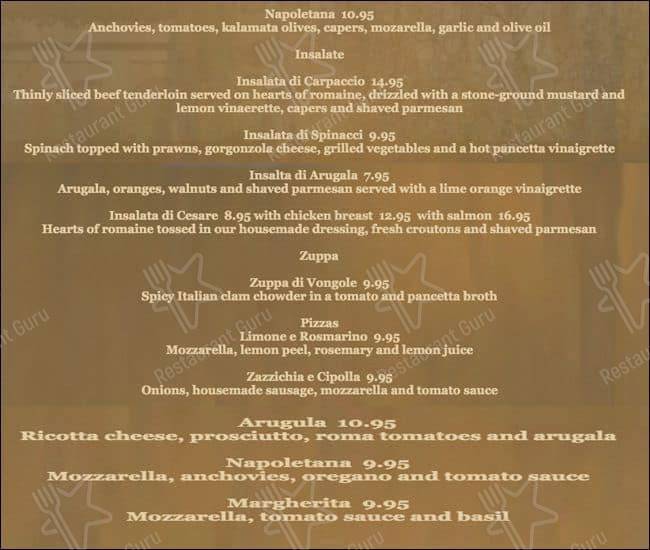 Napoletana 10.95
Anchovies, tomatoes, kalamata olives, capers, mozarella, garlic and olive oil
Insalate
Insalata di Carpaccio 14.95
Thinly sliced beef tenderloin served on hearts of romaine, drizzled with a stone-ground mustard and
lemon vinaerette, capers and shaved parmesan
Insalata di Spinacci 9.95
Spinach topped with prawns, gorgonzola cheese, grilled vegetables and a hot pancetta vinaigrette
Insalta di Arugala 7.95
Arugala, oranges, walnuts and shaved parmesan served with a lime orange vinaigrette
Insalata di Cesare 8.95 with chicken breast 12.95 with salmon 16.95
Hearts of romaine tossed in our housemade dressing, fresh croutons and shaved parmesan
Zuppa
Zuppa di Vongole 9.95
Spicy Italian clam chowder in a tomato and pancetta broth
Pizzas
Limone e Rosmarino 9.95
Mozzarella, lemon peel, rosemary and lemon juice
Zazzichia e Cipolla 9.95
Onions, housemade sausage, mozzarella and tomato sauce
Arugula 10.95
Ricotta cheese, prosciutto, roma tomatoes and arugala
Napoletana 9.95
Mozzarella, anchovies, oregano and tomato sauce
Margherita 9.95
Mozzarella, tomato sauce and basil
Restaurant Guru
Restaurant Guru
Restaurant Guru
Restaurant Guru
Restaurant Guru
Restaurant Guru